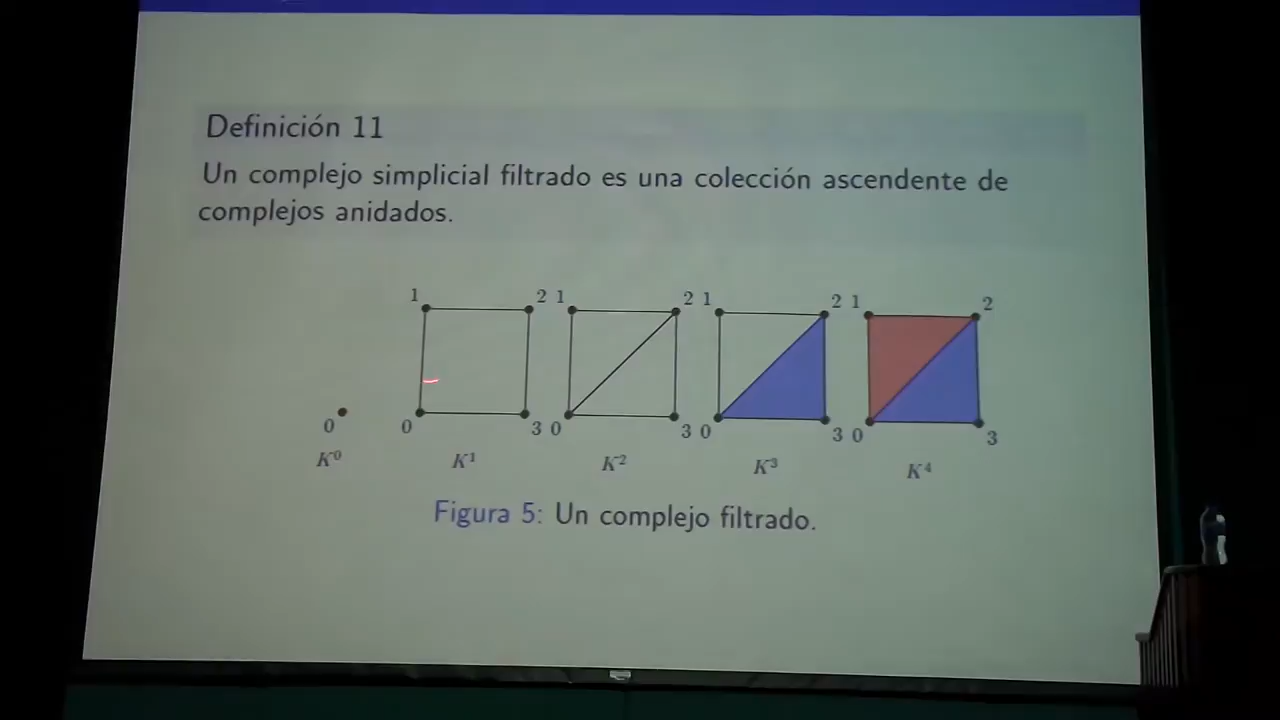 Definición 11
Un complejo simplicial filtrado es una colección ascendente de
complejos anidados.
1 2 1 2 1 2 1 2
0 0 3 0 3 0 3 0 3
K⁰ K¹ K² K³ K⁴
Figura 5: Un complejo filtrado.